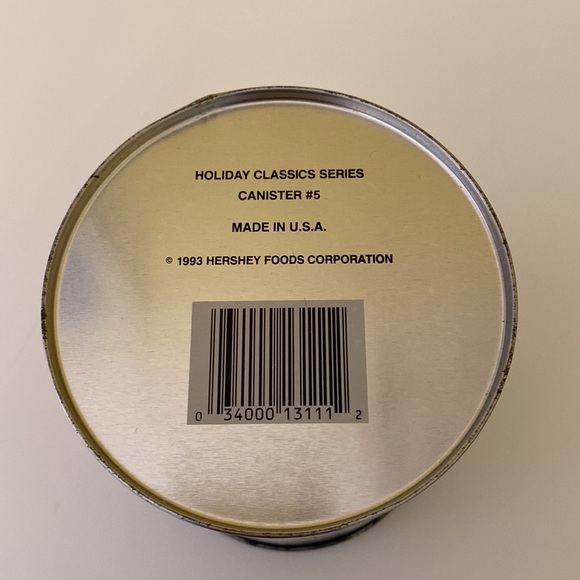 HOLIDAY CLASSICS SERIES
CANISTER #5
MADE IN U.S.A.
© 1993 HERSHEY FOODS CORPORATION
0 34000 13111 2